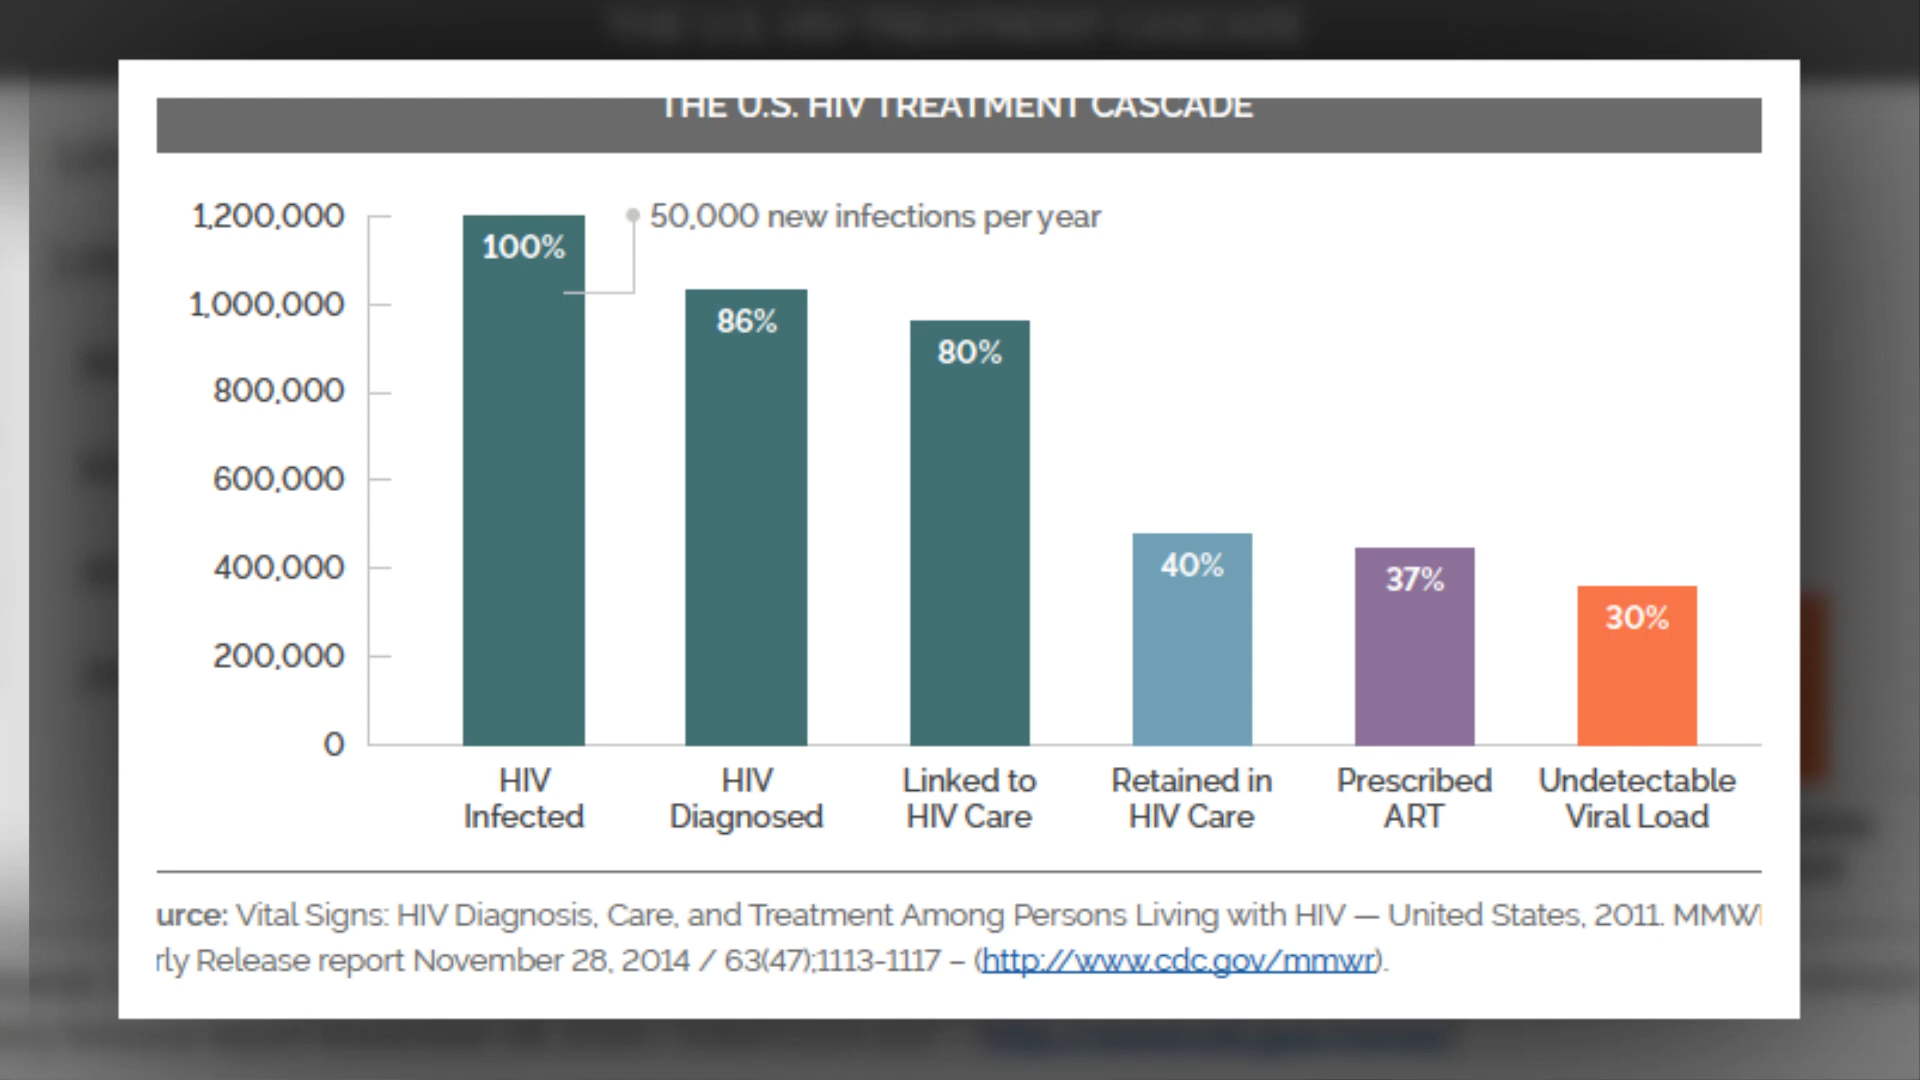 THE U.S. HIV TREATMENT CASCADE
1,200,000
50,000 new infections per year
100%
1,000,000
86%
80%
800,000
600,000
40%
37%
400,000
30%
200,000
0
HIV Infected
HIV Diagnosed
Linked to HIV Care
Retained in HIV Care
Prescribed ART
Undetectable Viral Load
urce: Vital Signs: HIV Diagnosis, Care, and Treatment Among Persons Living with HIV — United States, 2011. MMW
rly Release report November 28, 2014 / 63(47);1113-1117 – (http://www.cdc.gov/mmwr).